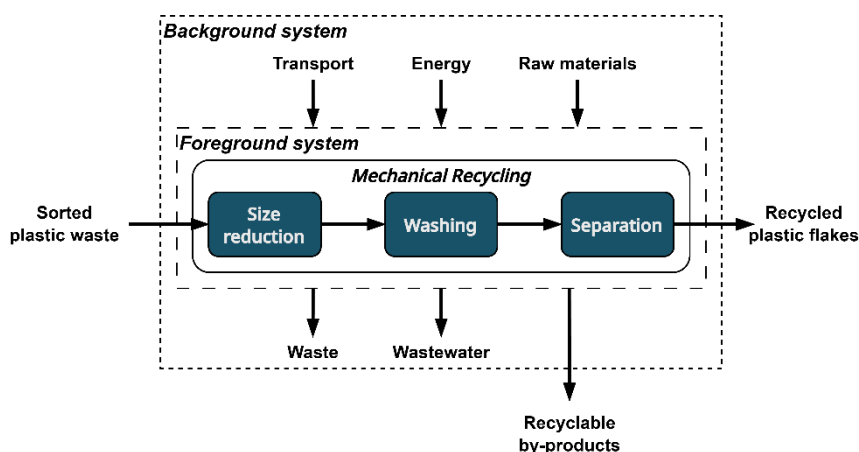 Background system
Transport
Energy
Raw materials
Foreground system
Mechanical Recycling
Sorted
plastic waste
Size
reduction
Washing
Separation
Recycled
plastic flakes
Waste
Wastewater
Recyclable
by-products